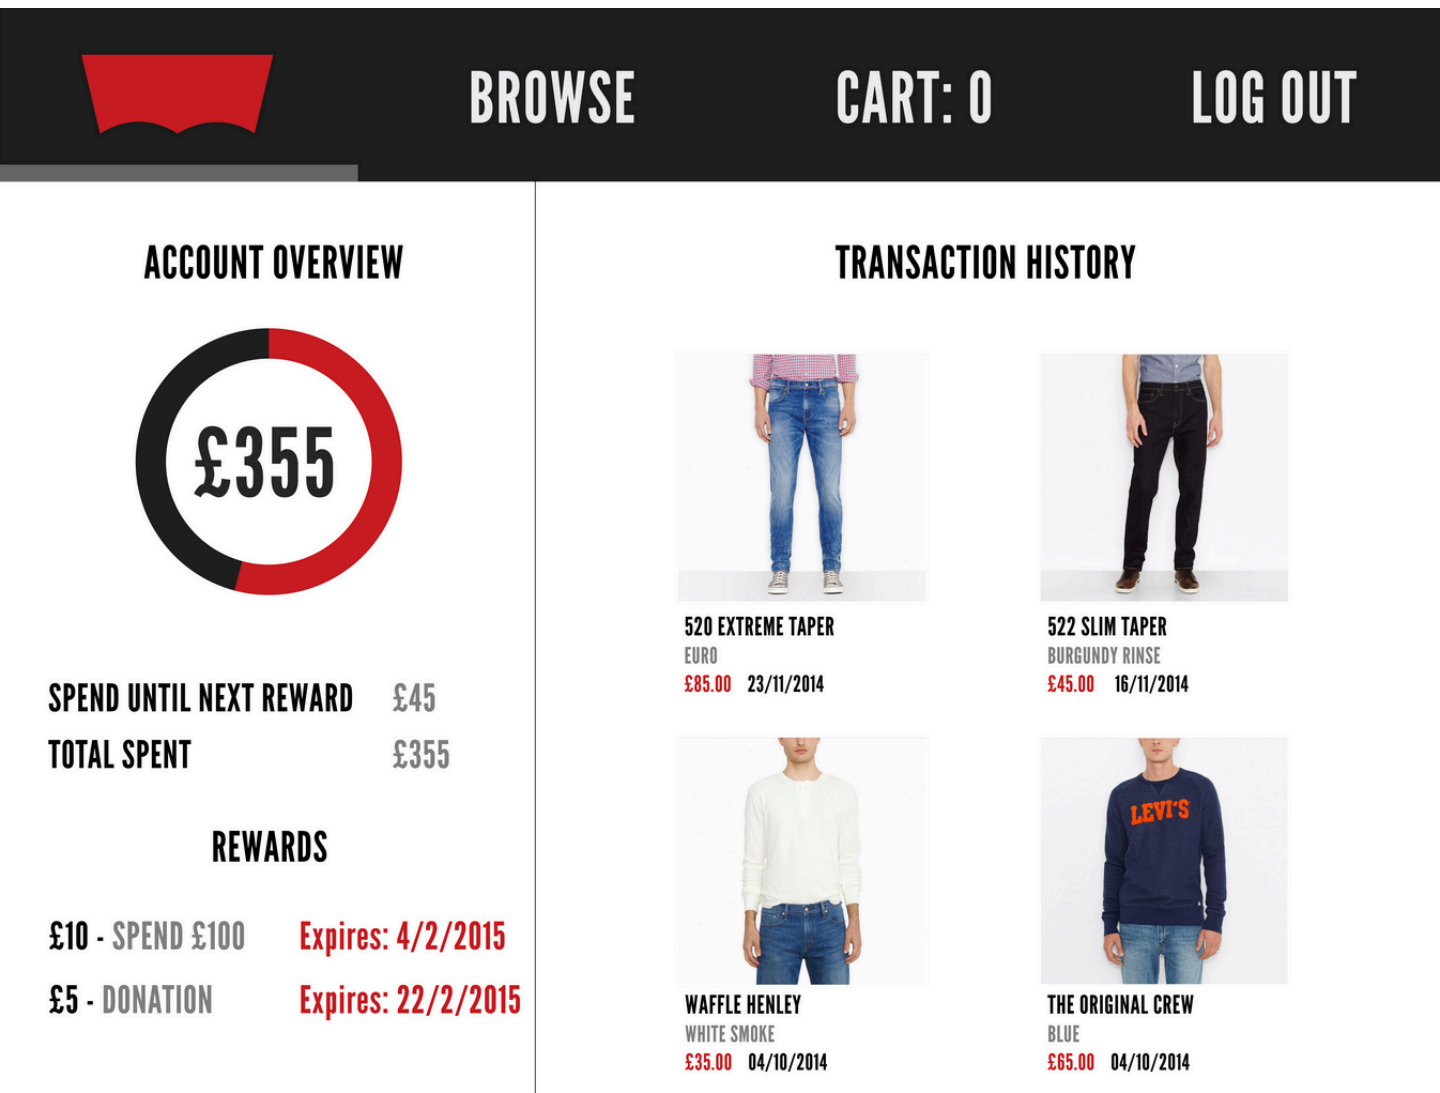 BROWSE
CART: 0
LOG OUT
ACCOUNT OVERVIEW
£355
SPEND UNTIL NEXT REWARD £45
TOTAL SPENT £355
REWARDS
£10 - SPEND £100 Expires: 4/2/2015
£5 - DONATION Expires: 22/2/2015
TRANSACTION HISTORY
520 EXTREME TAPER
EURO
£85.00 23/11/2014
522 SLIM TAPER
BURGUNDY RINSE
£45.00 16/11/2014
WAFFLE HENLEY
WHITE SMOKE
£35.00 04/10/2014
LEVI'S
THE ORIGINAL CREW
BLUE
£65.00 04/10/2014